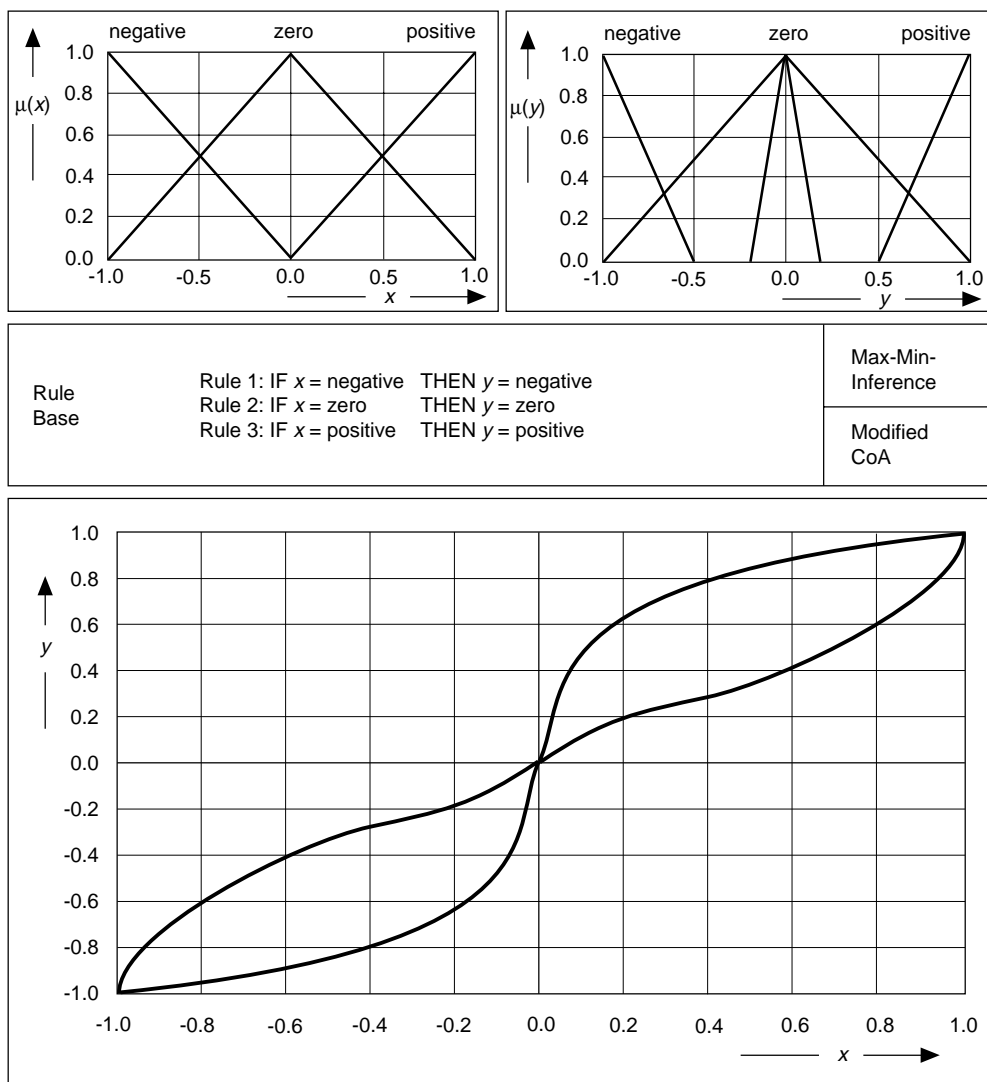 negative zero positive
1.0
0.8
μ(x)
0.6
0.4
0.2
0.0
-1.0 -0.5 0.0 0.5 1.0
x
negative zero positive
1.0
0.8
μ(y)
0.6
0.4
0.2
0.0
-1.0 -0.5 0.0 0.5 1.0
y
Rule
Base
Rule 1: IF x = negative THEN y = negative
Rule 2: IF x = zero THEN y = zero
Rule 3: IF x = positive THEN y = positive
Max-Min-
Inference
Modified
CoA
1.0
0.8
0.6
y
0.4
0.2
0.0
-0.2
-0.4
-0.6
-0.8
-1.0
-1.0 -0.8 -0.6 -0.4 -0.2 0.0 0.2 0.4 0.6 0.8 1.0
x